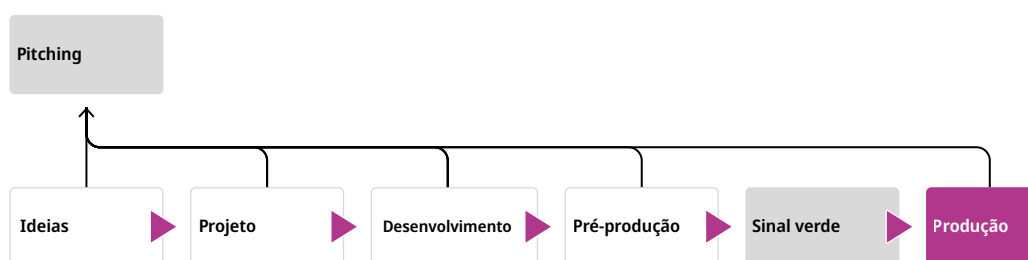 Pitching
Ideias
Projeto
Desenvolvimento
Pré-produção
Sinal verde
Produção